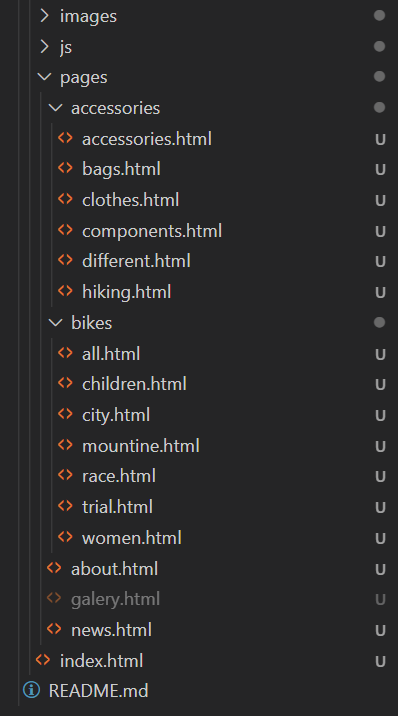 images
js
pages
accessories
accessories.html U
bags.html U
clothes.html U
components.html U
different.html U
hiking.html U
bikes
all.html U
children.html U
city.html U
mountine.html U
race.html U
trial.html U
women.html U
about.html U
galery.html U
news.html U
index.html U
README.md